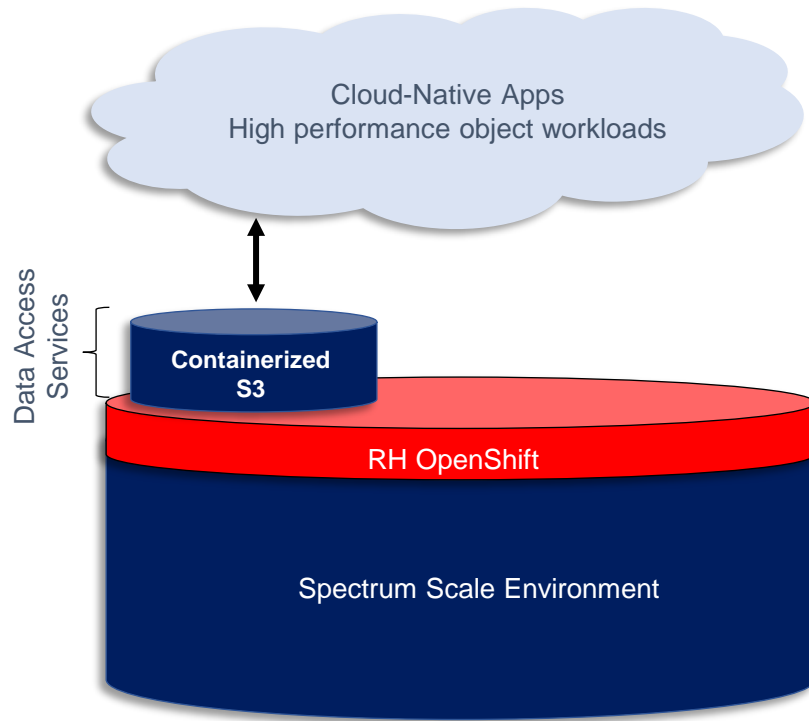 Cloud-Native Apps
High performance object workloads
Data Access
Services
Containerized
S3
RH OpenShift
Spectrum Scale Environment